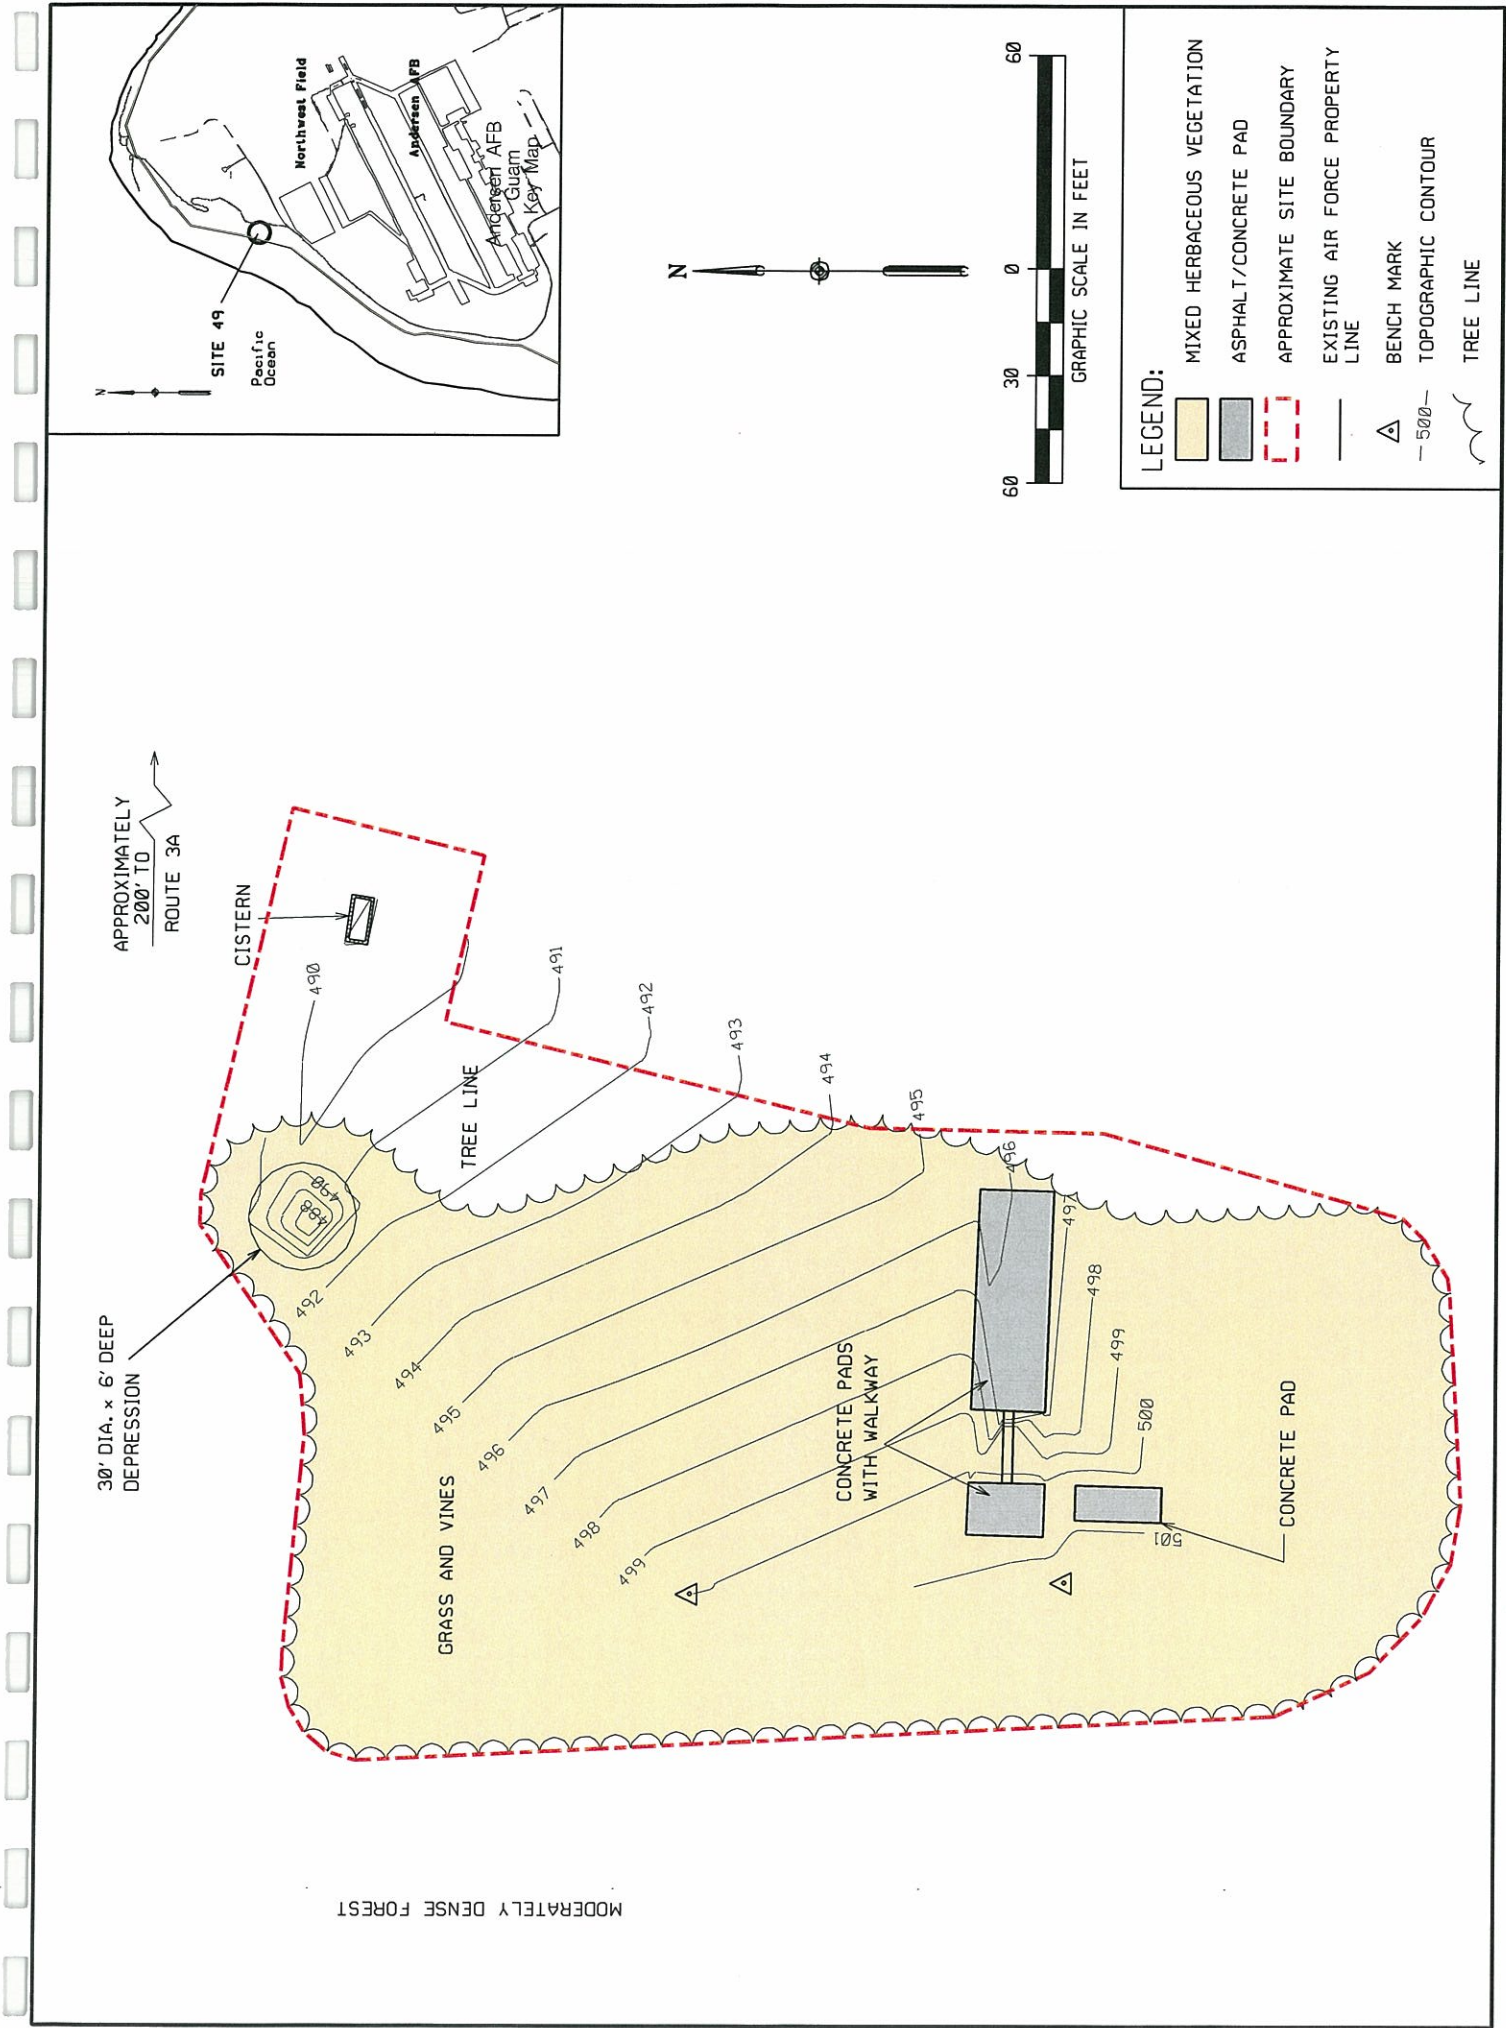 30' DIA. × 6' DEEP
DEPRESSION
APPROXIMATELY
200' TO
ROUTE 3A
CISTERN
490
491
492
493
494
495
496
497
498
499
500
501
490
488
492
493
494
495
496
497
498
499
TREE LINE
GRASS AND VINES
CONCRETE PADS
WITH WALKWAY
CONCRETE PAD
MODERATELY DENSE FOREST
N
SITE 49
Pacific
Ocean
Northwest Field
Andersen AFB
Andersen AFB
Guam
Key Map
N
60
30
0
60
GRAPHIC SCALE IN FEET
LEGEND:
MIXED HERBACEOUS VEGETATION
ASPHALT/CONCRETE PAD
APPROXIMATE SITE BOUNDARY
EXISTING AIR FORCE PROPERTY
LINE
BENCH MARK
—500— TOPOGRAPHIC CONTOUR
TREE LINE